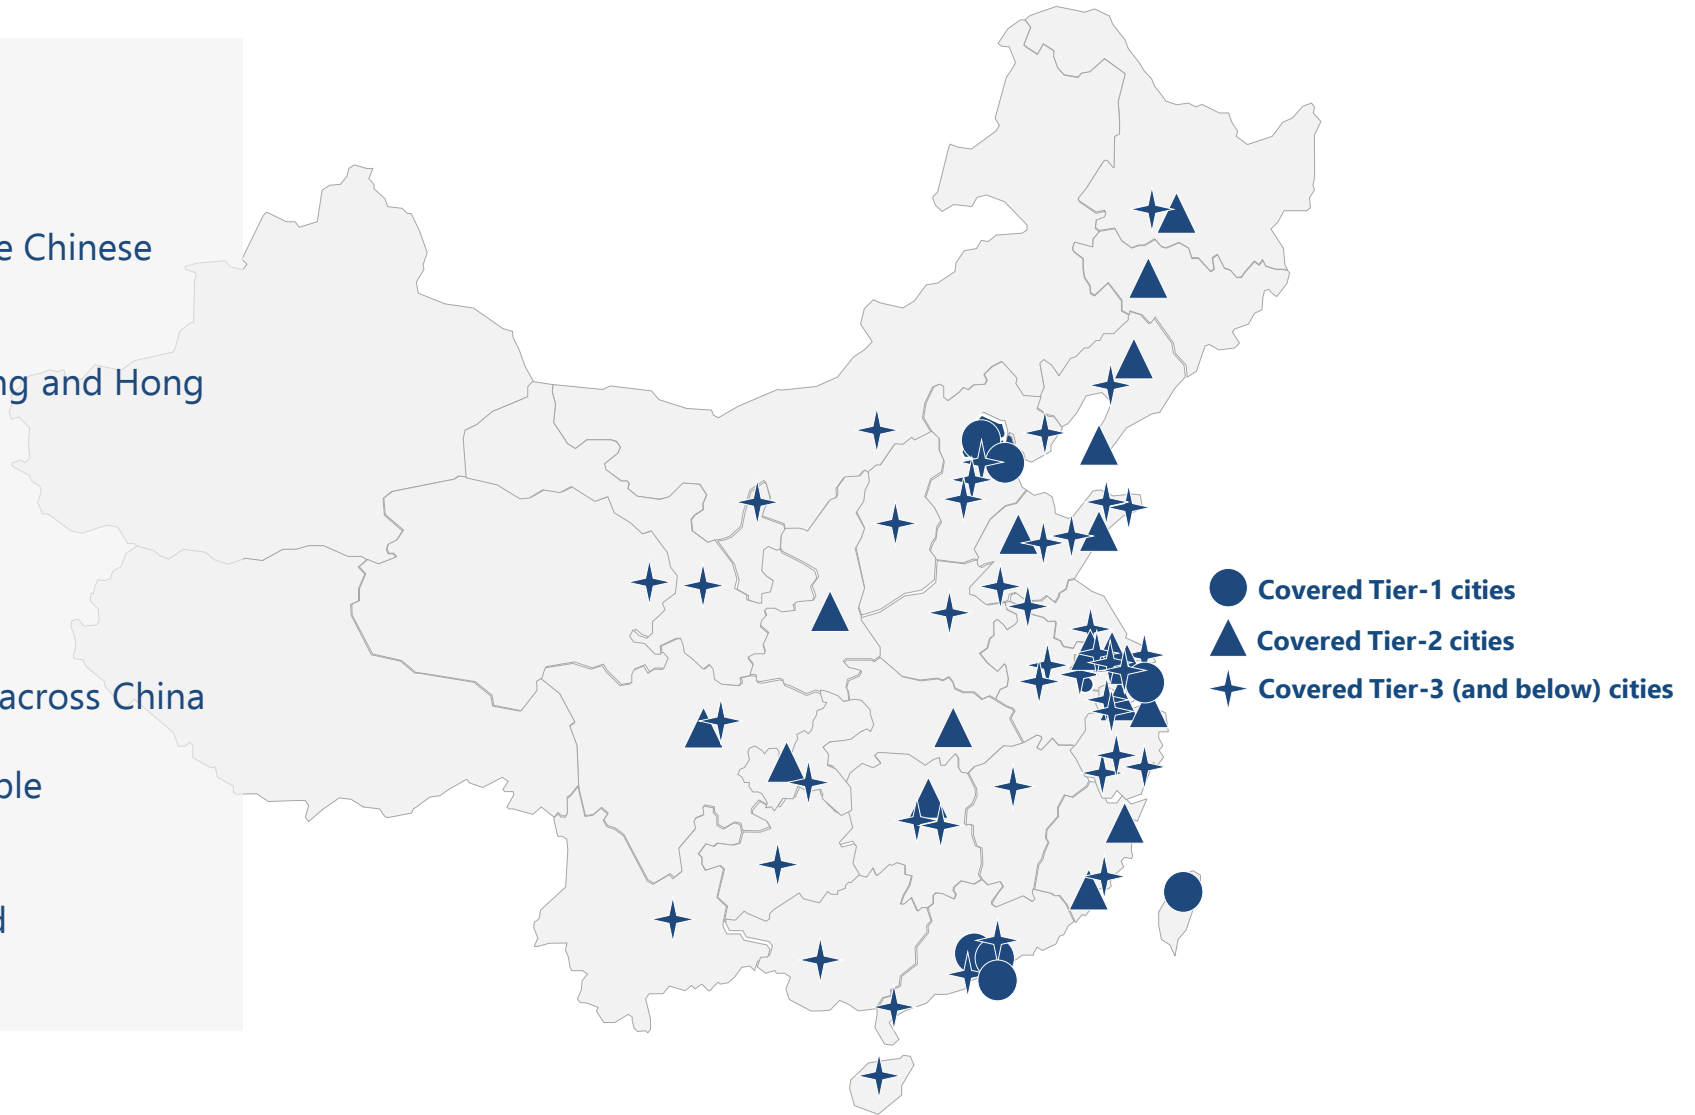 e Chinese
ng and Hong
across China
ple
d
Covered Tier-1 cities
Covered Tier-2 cities
Covered Tier-3 (and below) cities